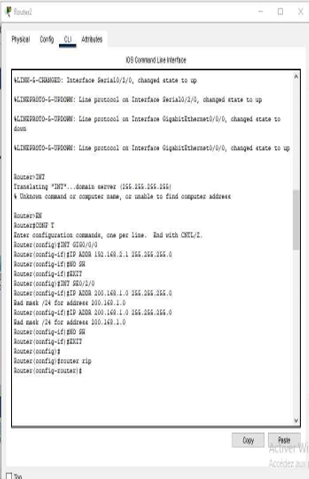 Router2
Physical Config CLI Attributes
IOS Command Line Interface
%LINK-5-CHANGED: Interface Serial0/2/0, changed state to up
%LINEPROTO-5-UPDOWN: Line protocol on Interface Serial0/2/0, changed state to up
%LINEPROTO-5-UPDOWN: Line protocol on Interface GigabitEthernet0/0/0, changed state to
down
%LINEPROTO-5-UPDOWN: Line protocol on Interface GigabitEthernet0/0/0, changed state to up
Router>INT
Translating "INT"...domain server (255.255.255.255)
% Unknown command or computer name, or unable to find computer address
Router>EN
Router#CONF T
Enter configuration commands, one per line. End with CNTL/Z.
Router(config)#INT GIG0/0/0
Router(config-if)#IP ADDR 192.168.2.1 255.255.255.0
Router(config-if)#NO SH
Router(config-if)#EXIT
Router(config)#INT SE0/2/0
Router(config-if)#IP ADDR 200.168.1.0 255.255.255.0
Bad mask /24 for address 200.168.1.0
Router(config-if)#IP ADDR 200.168.1.0 255.255.255.0
Bad mask /24 for address 200.168.1.0
Router(config-if)#NO SH
Router(config-if)#EXIT
Router(config)#
Router(config)#router rip
Router(config-router)#
Copy Paste
Activer Wi
Accédez aux
Top